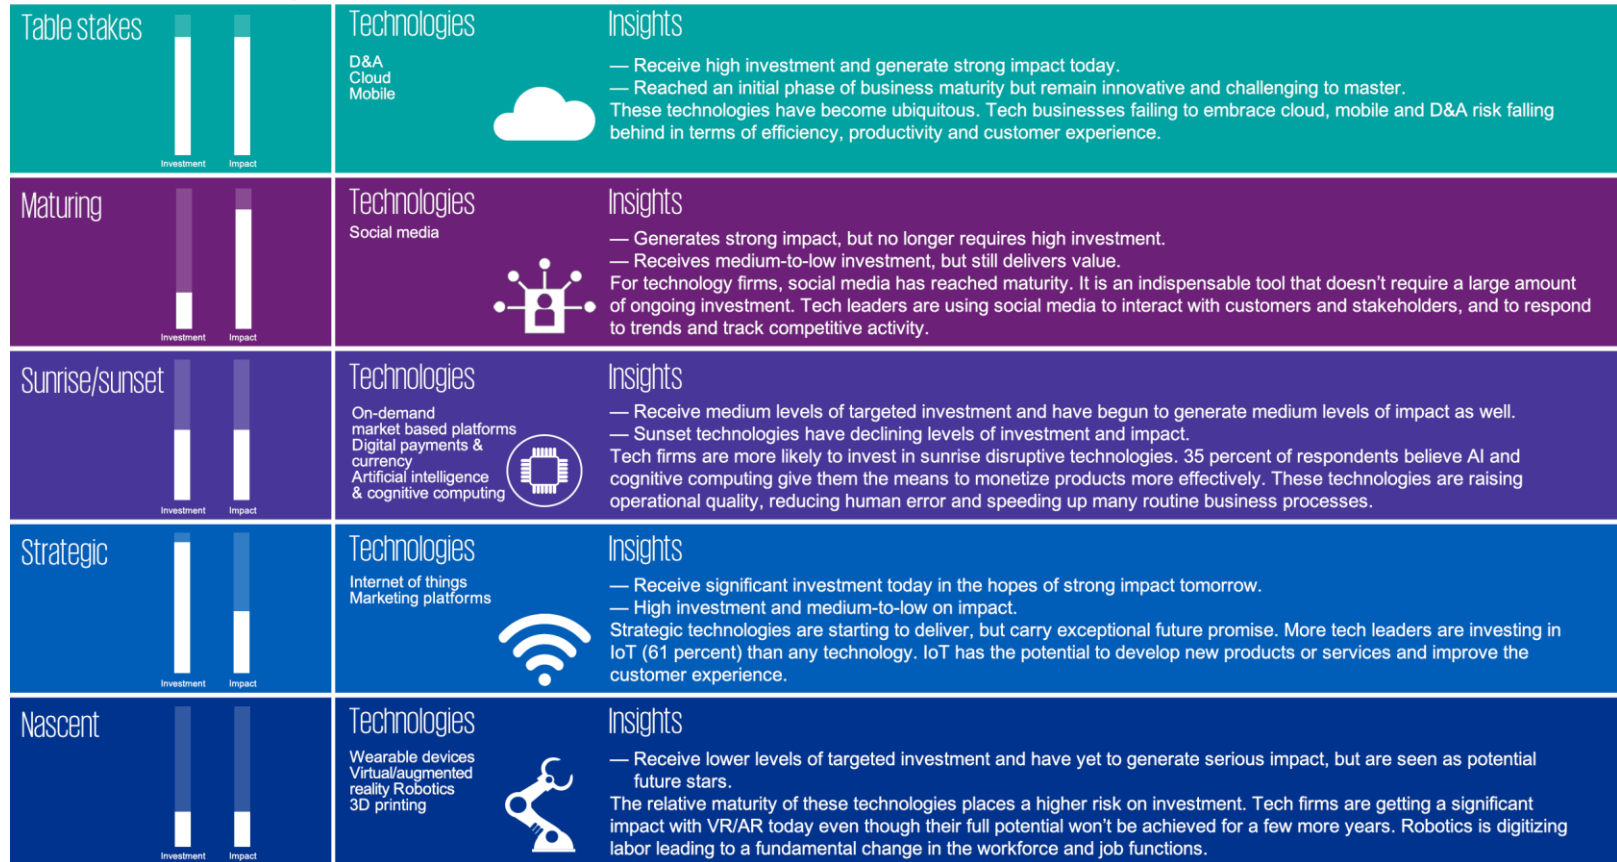 Table stakes
Investment
Impact
Technologies
D&A
Cloud
Mobile
Insights
— Receive high investment and generate strong impact today.
— Reached an initial phase of business maturity but remain innovative and challenging to master.
These technologies have become ubiquitous. Tech businesses failing to embrace cloud, mobile and D&A risk falling
behind in terms of efficiency, productivity and customer experience.
Maturing
Investment
Impact
Technologies
Social media
Insights
— Generates strong impact, but no longer requires high investment.
— Receives medium-to-low investment, but still delivers value.
For technology firms, social media has reached maturity. It is an indispensable tool that doesn’t require a large amount
of ongoing investment. Tech leaders are using social media to interact with customers and stakeholders, and to respond
to trends and track competitive activity.
Sunrise/sunset
Investment
Impact
Technologies
On-demand
market based platforms
Digital payments &
currency
Artificial intelligence
& cognitive computing
Insights
— Receive medium levels of targeted investment and have begun to generate medium levels of impact as well.
— Sunset technologies have declining levels of investment and impact.
Tech firms are more likely to invest in sunrise disruptive technologies. 35 percent of respondents believe AI and
cognitive computing give them the means to monetize products more effectively. These technologies are raising
operational quality, reducing human error and speeding up many routine business processes.
Strategic
Investment
Impact
Technologies
Internet of things
Marketing platforms
Insights
— Receive significant investment today in the hopes of strong impact tomorrow.
— High investment and medium-to-low on impact.
Strategic technologies are starting to deliver, but carry exceptional future promise. More tech leaders are investing in
IoT (61 percent) than any technology. IoT has the potential to develop new products or services and improve the
customer experience.
Nascent
Investment
Impact
Technologies
Wearable devices
Virtual/augmented
reality Robotics
3D printing
Insights
— Receive lower levels of targeted investment and have yet to generate serious impact, but are seen as potential
future stars.
The relative maturity of these technologies places a higher risk on investment. Tech firms are getting a significant
impact with VR/AR today even though their full potential won’t be achieved for a few more years. Robotics is digitizing
labor leading to a fundamental change in the workforce and job functions.